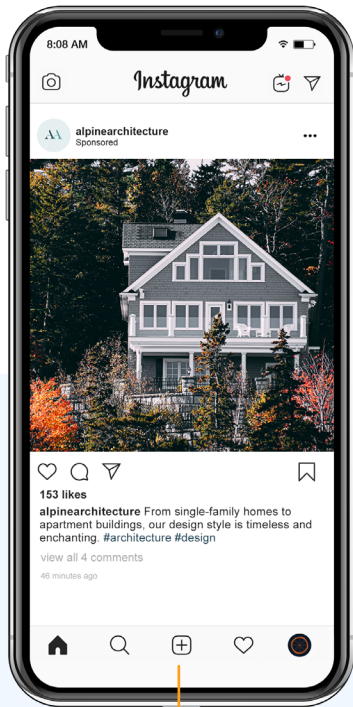 8:08 AM
Instagram
AA
alpinearchitecture
Sponsored
153 likes
alpinearchitecture From single-family homes to
apartment buildings, our design style is timeless and
enchanting. #architecture #design
view all 4 comments
46 minutes ago